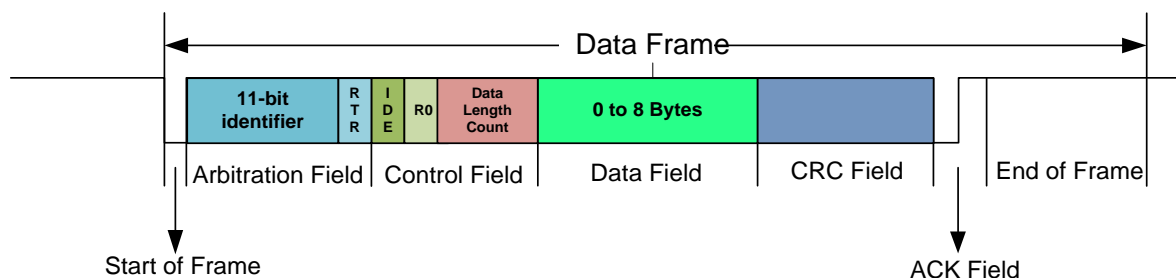 Data Frame
11-bit
identifier
R
T
R
I
D
E
R0
Data
Length
Count
0 to 8 Bytes
Arbitration Field
Control Field
Data Field
CRC Field
End of Frame
Start of Frame
ACK Field